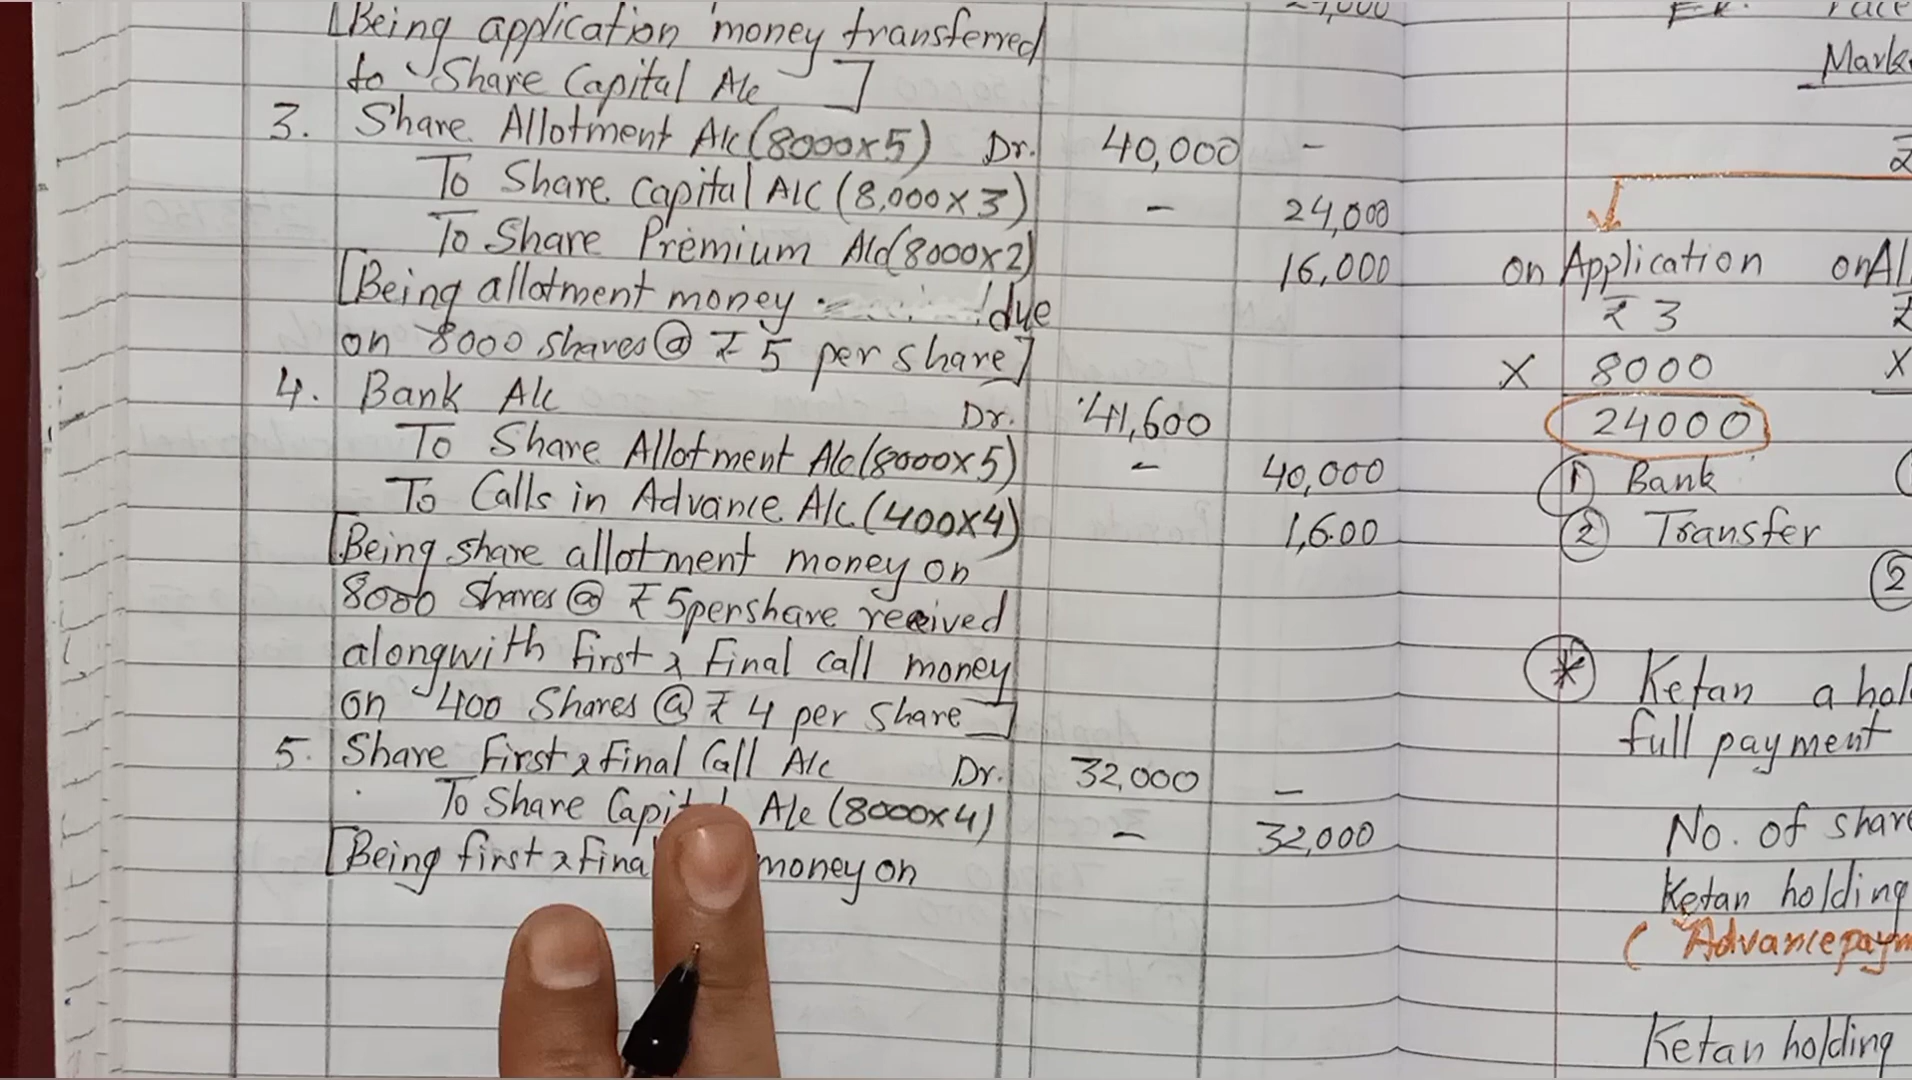 [Being application money transferred
to Share Capital A/c ]
3. Share Allotment A/c (8000x5) Dr. 40,000 -
To Share Capital A/C (8,000 x 3) - 24,000
To Share Premium A/c (8000x2) 16,000
[Being allotment money due
on 8000 shares @ ₹ 5 per share]
4. Bank A/c Dr. 41,600
To Share Allotment A/c (8000x5) - 40,000
To Calls in Advance A/c (400x4) 1,600
[Being share allotment money on
8000 Shares @ ₹ 5 per share received
alongwith first & Final call money
on 400 Shares @ ₹ 4 per Share ]
5. Share First & Final Call A/c Dr. 32,000 -
To Share A/c (8000x4) - 32,000
[Being first & money on
on Application
₹ 3
X 8000
24000
1 Bank
2 Transfer
2
* Ketan a
full payment
No. of
Ketan holding
( Advance
Ketan holding